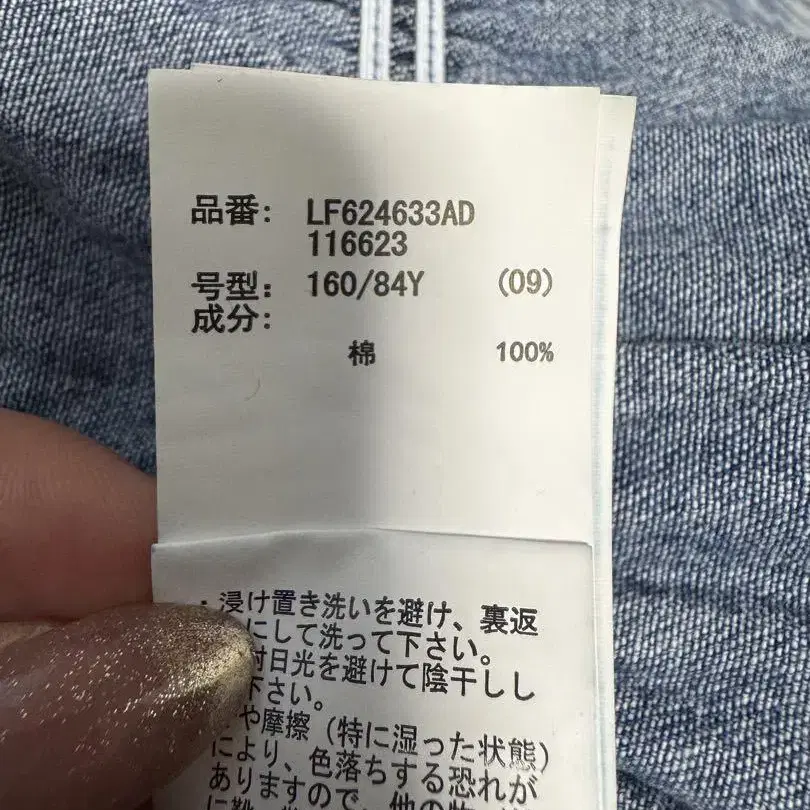 品番: LF624633AD
116623
号型: 160/84Y (09)
成分:
棉 100%
・浸け置き洗いを避け、裏返
にして洗って下さい。
射日光を避けて陰干しし
下さい。
や摩擦(特に湿った状態)
により、色落ちする恐れが
ありますので、他の物